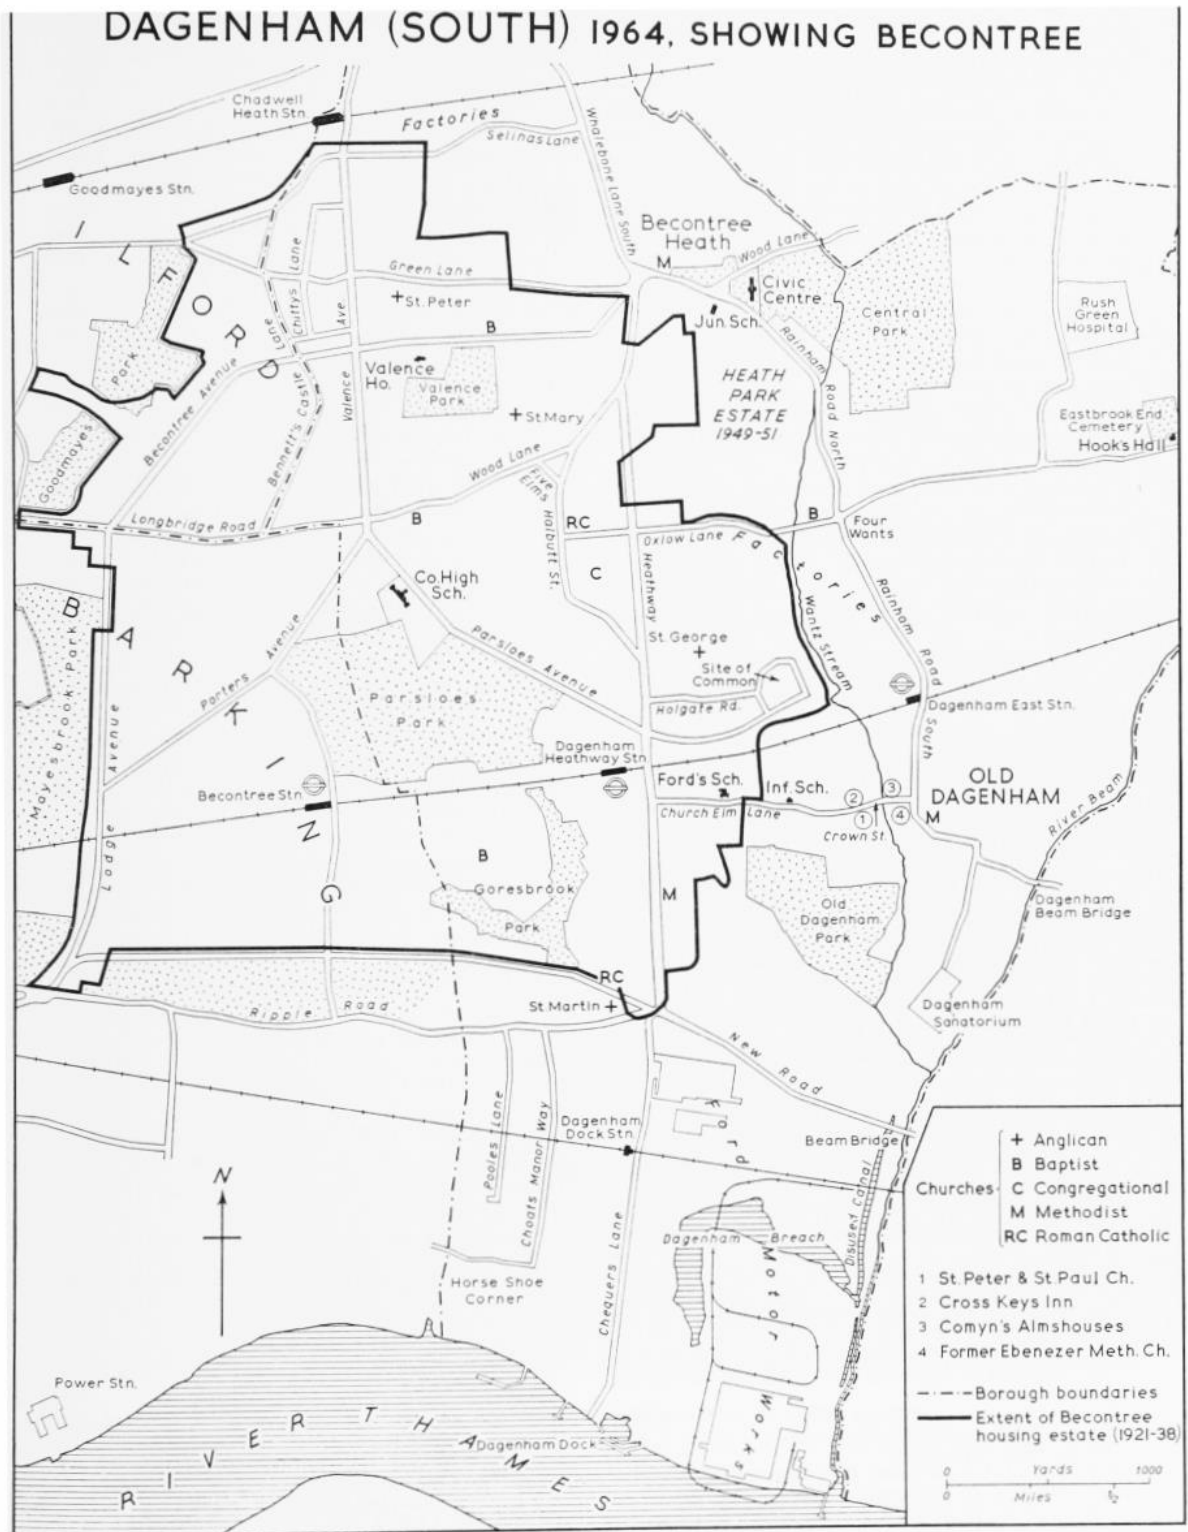 DAGENHAM (SOUTH) 1964, SHOWING BECONTREE
Chadwell
Heath Stn.
Factories
Selinas Lane
Whalebone Lane South
Goodmayes Stn.
ILFORD
Becontree
Heath
M
Wood Lane
Civic
Centre
Jun. Sch.
Central
Park
Rush
Green
Hospital
Chittys Lane
Green Lane
St. Peter
B
Valence Ave
Park
Becontree Avenue
Bennett's Castle Lane
Valence
Ho.
Valence
Park
St Mary
HEATH
PARK
ESTATE
1949-51
Rainham Road North
Eastbrook End
Cemetery
Hook's Hall
Goodmayes
Wood Lane
Five
Elms
Halbutt St.
Longbridge Road
B
RC
Oxlow Lane
Factories
B
Four
Wants
C
Heathway
Co. High
Sch.
Wantz Stream
Rainham Road South
BARKING
Mayesbrook Park
Porters Avenue
Parsloes Avenue
Parsloes
Park
St. George
Site of
Common
Holgate Rd.
Dagenham East Stn.
Lodge Avenue
Becontree Stn.
Dagenham
Heathway Stn.
Ford's Sch.
Inf. Sch.
Church Elm Lane
2
3
1
4
Crown St.
OLD
DAGENHAM
M
River Beam
B
Goresbrook
Park
M
Old
Dagenham
Park
Dagenham
Beam Bridge
RC
St. Martin
Ripple Road
Dagenham
Sanatorium
New Road
Pooles Lane
Choats Manor Way
Dagenham
Dock Stn.
Ford Motor Works
Beam Bridge
Disused Canal
N
Dagenham Breach
Horse Shoe
Corner
Chequers Lane
Power Stn.
RIVER THAMES
Dagenham Dock
Churches
+ Anglican
B Baptist
C Congregational
M Methodist
RC Roman Catholic
1 St. Peter & St. Paul Ch.
2 Cross Keys Inn
3 Comyn's Almshouses
4 Former Ebenezer Meth. Ch.
Borough boundaries
Extent of Becontree
housing estate (1921-38)
0 Yards 1000
0 Miles ½